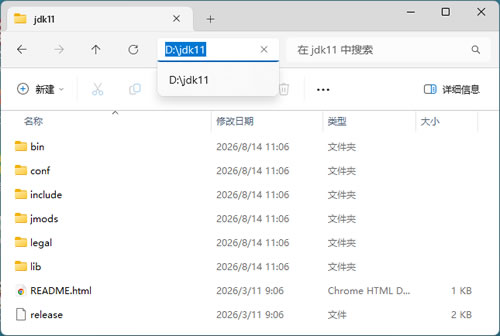 jdk11
D:\jdk11
在 jdk11 中搜索
D:\jdk11
新建
详细信息
名称 修改日期 类型 大小
bin 2026/8/14 11:06 文件夹
conf 2026/8/14 11:06 文件夹
include 2026/8/14 11:06 文件夹
jmods 2026/8/14 11:06 文件夹
legal 2026/8/14 11:06 文件夹
lib 2026/8/14 11:06 文件夹
README.html 2026/3/11 9:06 Chrome HTML D... 1 KB
release 2026/3/11 9:06 文件 2 KB